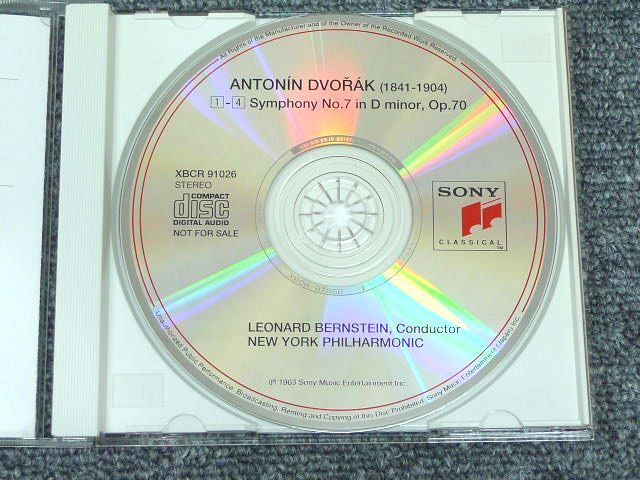 All Rights of the Manufacturer and of the Owner of the Recorded Work Reserved.
ANTONÍN DVOŘÁK (1841-1904)
1-4 Symphony No.7 in D minor, Op.70
XBCR 91026
STEREO
COMPACT
disc
DIGITAL AUDIO
NOT FOR SALE
SONY
CLASSICAL™
LEONARD BERNSTEIN, Conductor
NEW YORK PHILHARMONIC
℗ 1963 Sony Music Entertainment Inc.
Unauthorized Public Performance, Broadcasting, Renting and Copying of this Disc Prohibited. Sony Music Entertainment (Japan) Inc.